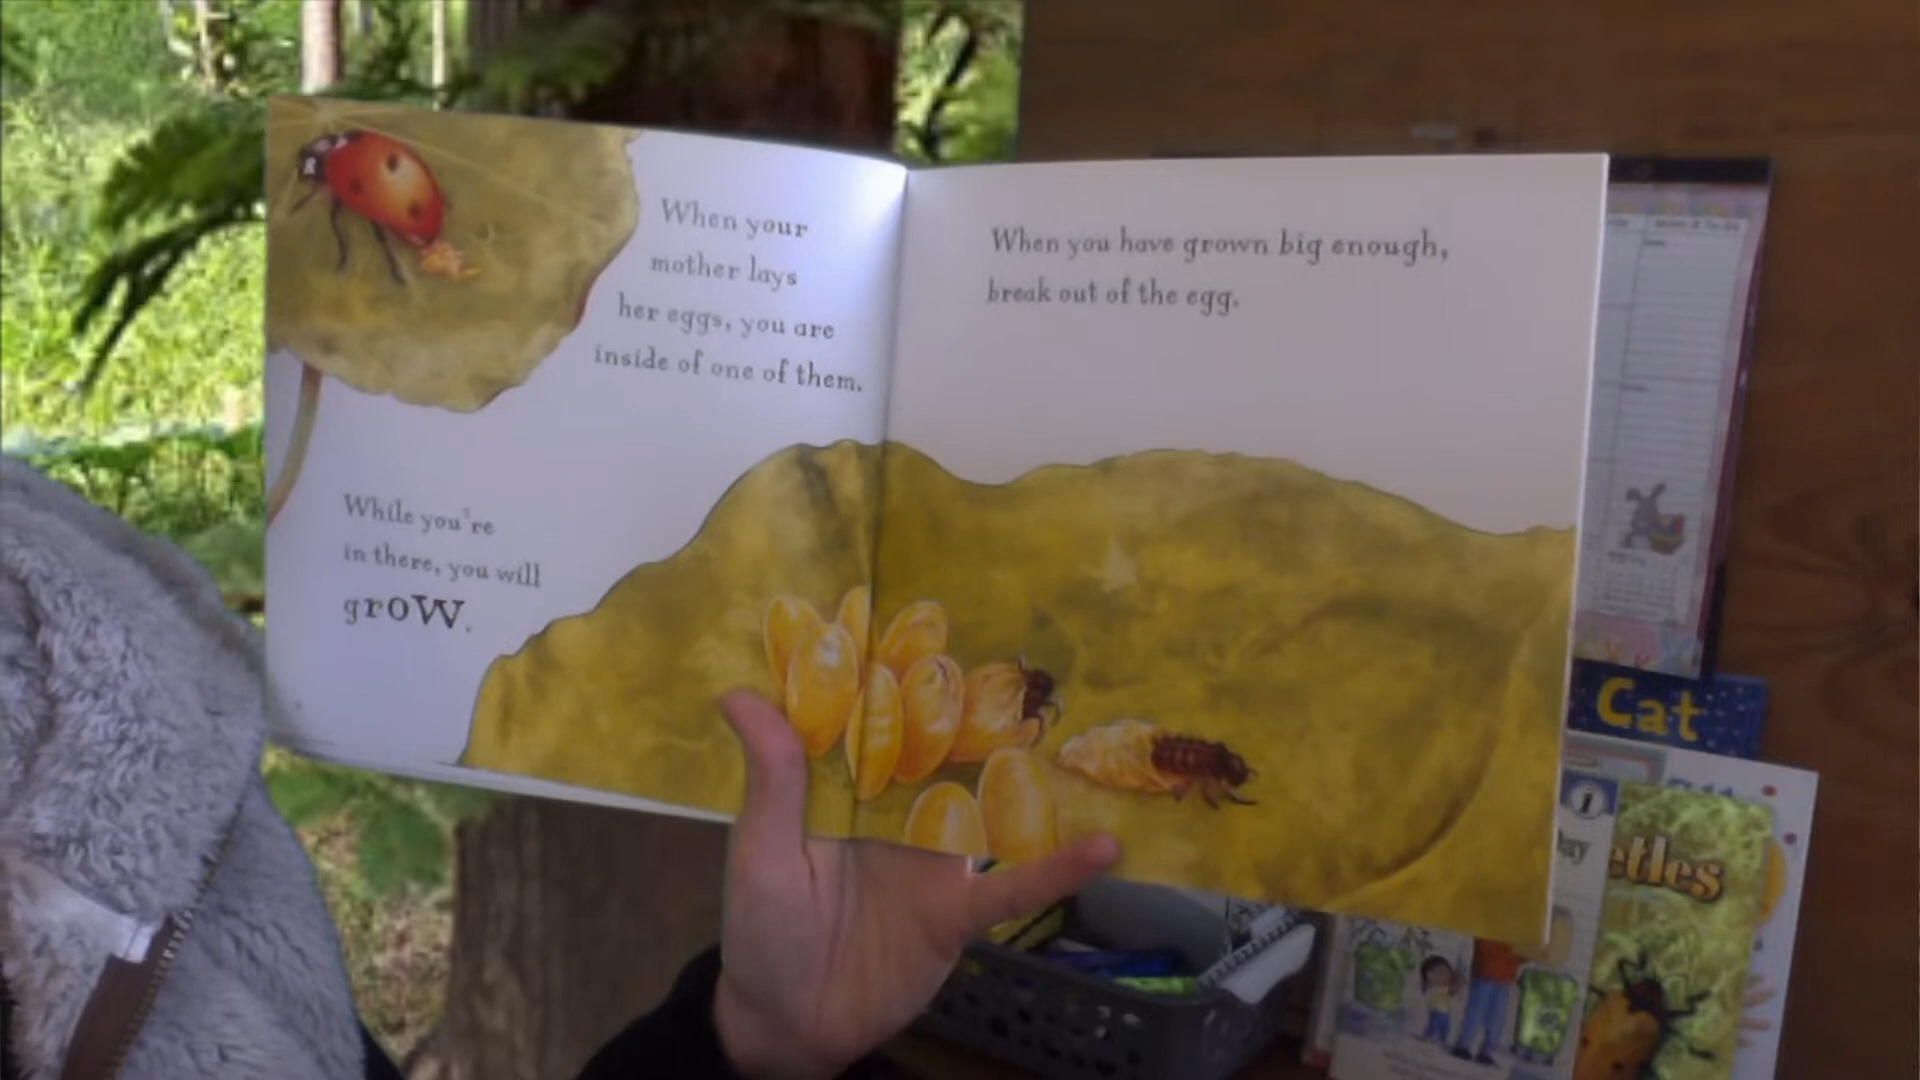 When your
mother lays
her eggs, you are
inside of one of them.
While you're
in there, you will
groW.
When you have grown big enough,
break out of the egg.
Cat
1
etles